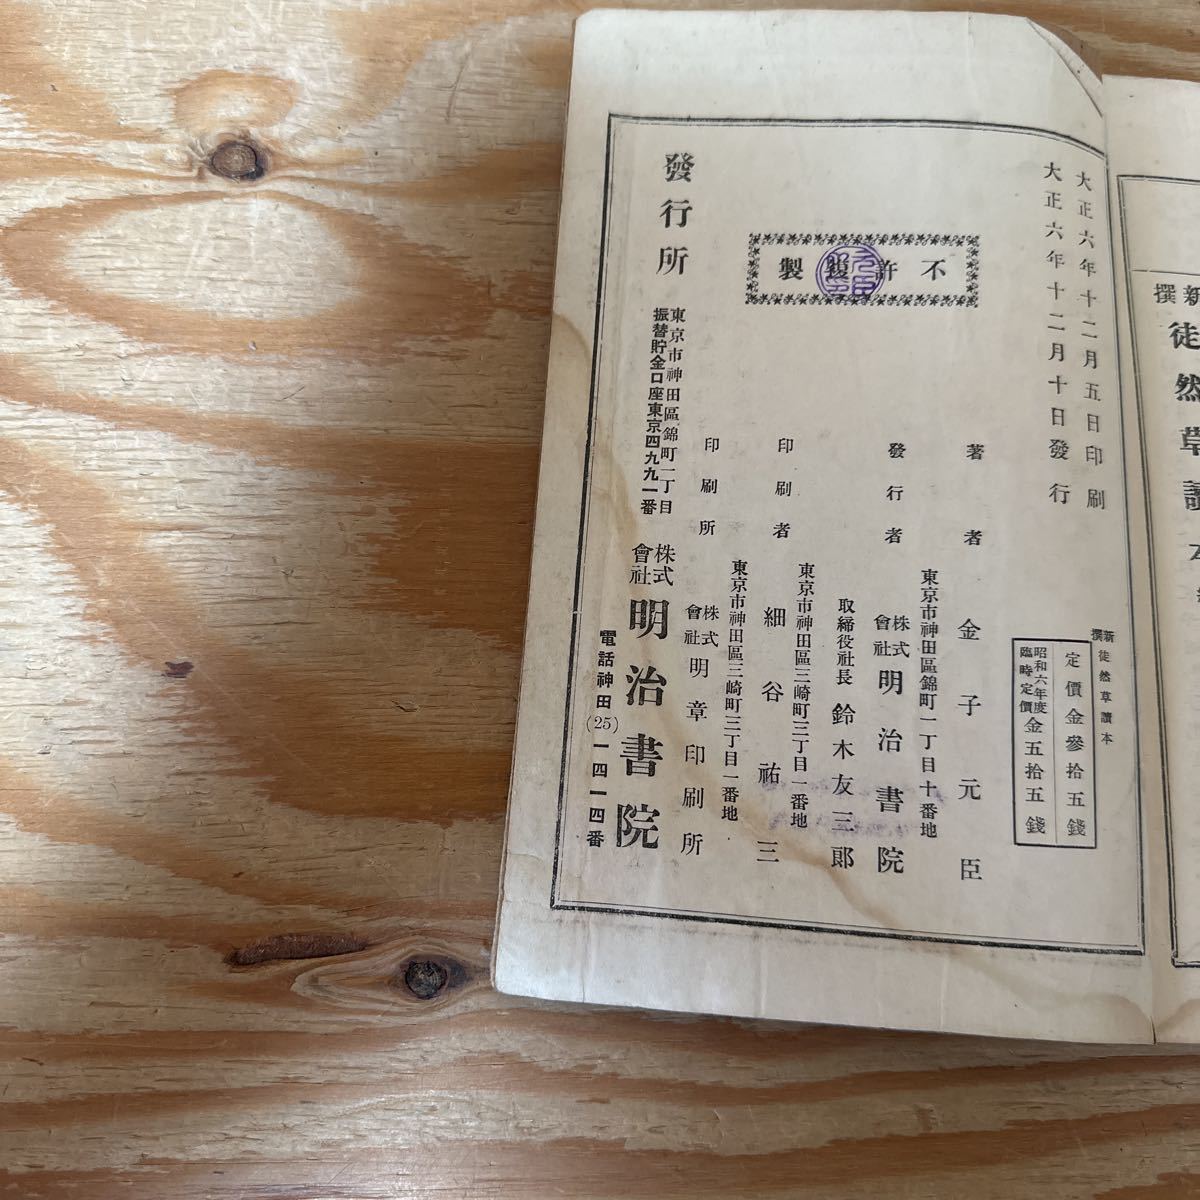 新撰
徒然草讀本
大正六年十二月五日印刷
大正六年十二月十日發行
不許複製
新撰徒然草讀本
定價金參拾五錢
昭和六年度臨時定價金五拾五錢
著者 金子元臣
東京市神田區錦町一丁目十番地
發行者 株式會社 明治書院
取締役社長 鈴木友三郎
東京市神田區三崎町三丁目一番地
印刷者 細谷祐三
東京市神田區三崎町三丁目一番地
印刷所 株式會社 明章印刷所
發行所
東京市神田區錦町一丁目
振替貯金口座東京四九九一番
株式會社 明治書院
電話神田(25)一四一四番